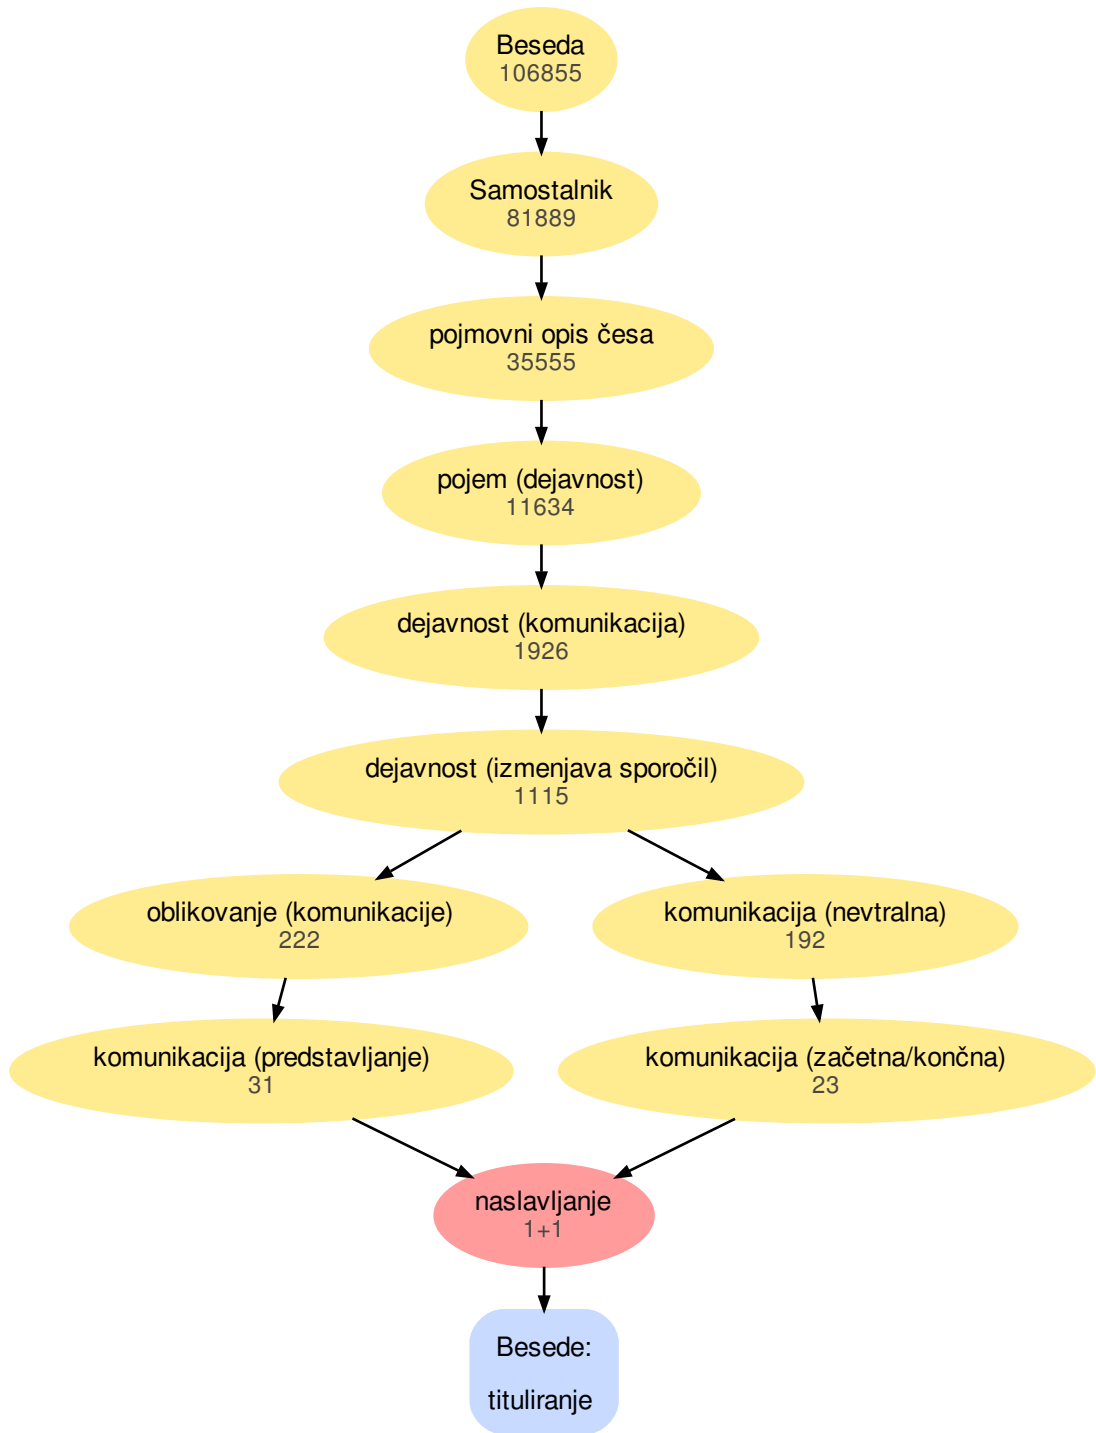 Beseda
106855
Samostalnik
81889
pojmovni opis česa
35555
pojem (dejavnost)
11634
dejavnost (komunikacija)
1926
dejavnost (izmenjava sporočil)
1115
oblikovanje (komunikacije)
222
komunikacija (nevtralna)
192
komunikacija (predstavljanje)
31
komunikacija (začetna/končna)
23
naslavljanje
1+1
Besede:
tituliranje